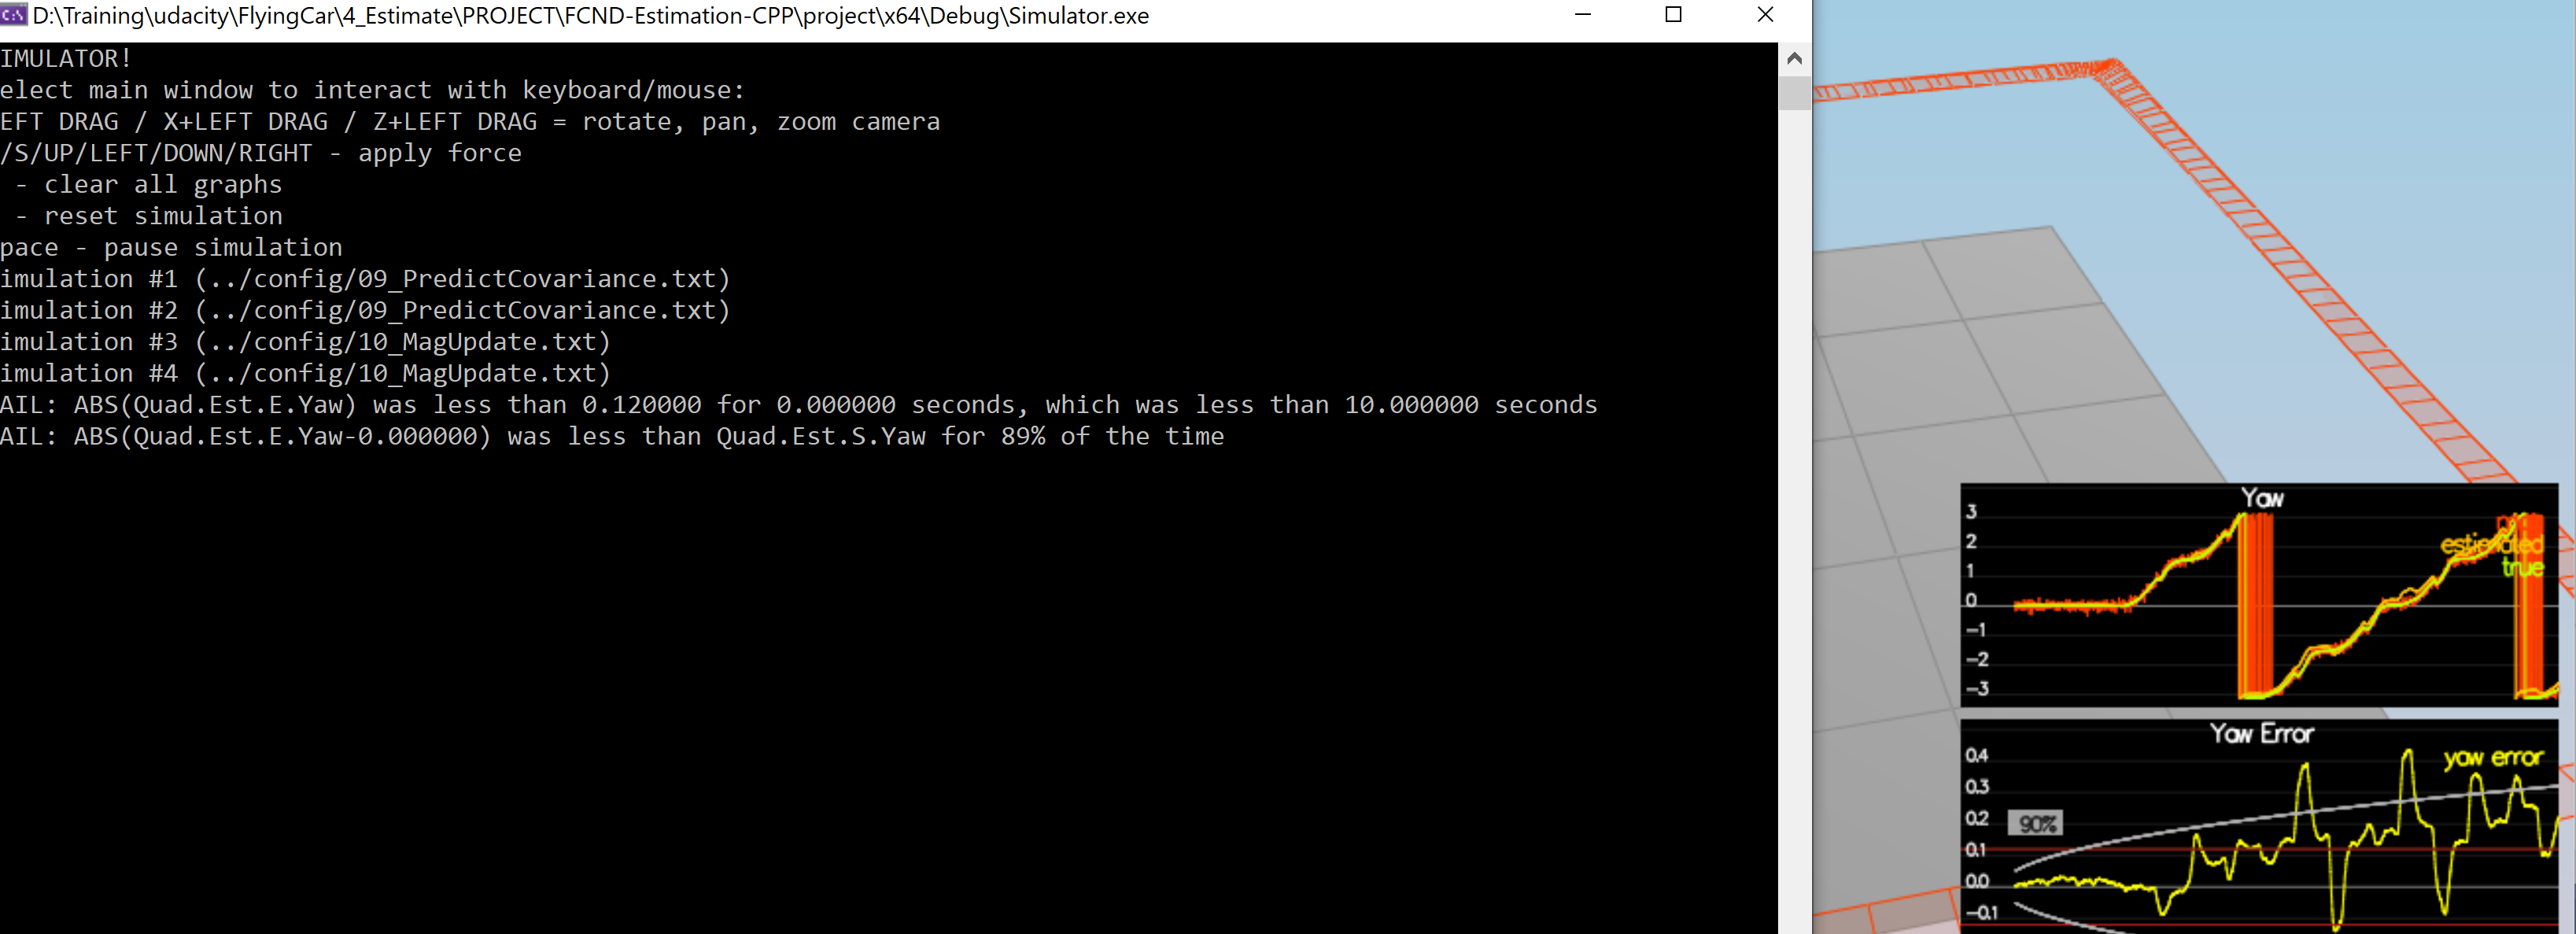 D:\Training\udacity\FlyingCar\4_Estimate\PROJECT\FCND-Estimation-CPP\project\x64\Debug\Simulator.exe
IMULATOR!
elect main window to interact with keyboard/mouse:
EFT DRAG / X+LEFT DRAG / Z+LEFT DRAG = rotate, pan, zoom camera
/S/UP/LEFT/DOWN/RIGHT - apply force
- clear all graphs
- reset simulation
pace - pause simulation
imulation #1 (../config/09_PredictCovariance.txt)
imulation #2 (../config/09_PredictCovariance.txt)
imulation #3 (../config/10_MagUpdate.txt)
imulation #4 (../config/10_MagUpdate.txt)
AIL: ABS(Quad.Est.E.Yaw) was less than 0.120000 for 0.000000 seconds, which was less than 10.000000 seconds
AIL: ABS(Quad.Est.E.Yaw-0.000000) was less than Quad.Est.S.Yaw for 89% of the time
Yaw
3
2
1
0
-1
-2
-3
estimated
true
Yaw Error
yaw error
0.4
0.3
0.2
0.1
0.0
-0.1
90%